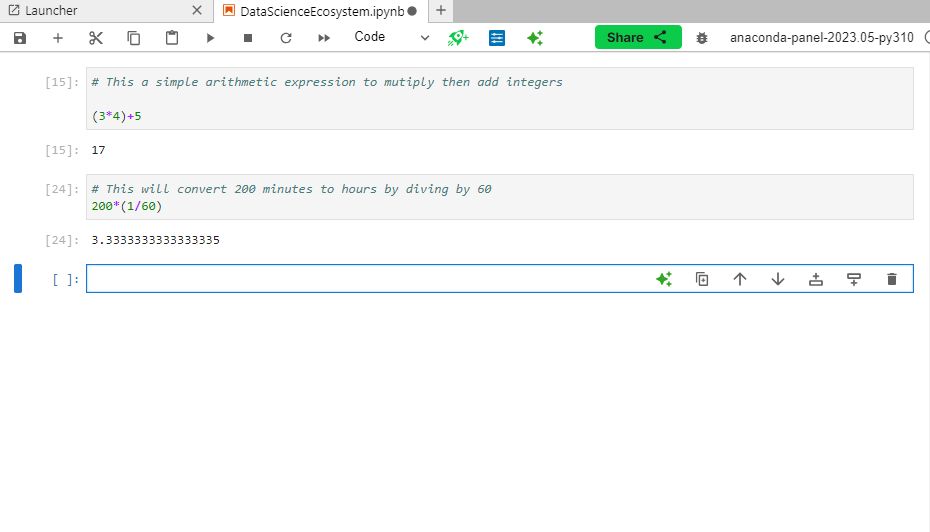 Launcher
DataScienceEcosystem.ipynb
Code
Share
anaconda-panel-2023.05-py310
[15]: # This a simple arithmetic expression to mutiply then add integers
(3*4)+5
[15]: 17
[24]: # This will convert 200 minutes to hours by diving by 60
200*(1/60)
[24]: 3.3333333333333335
[ ]: